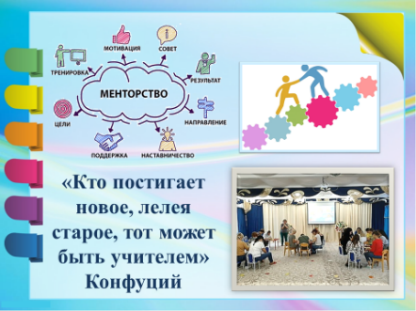 МОТИВАЦИЯ
СОВЕТ
ТРЕНИРОВКА
РЕЗУЛЬТАТ
МЕНТОРСТВО
ЦЕЛИ
НАПРАВЛЕНИЕ
ПОДДЕРЖКА
НАСТАВНИЧЕСТВО
«Кто постигает
новое, лелея
старое, тот может
быть учителем»
Конфуций